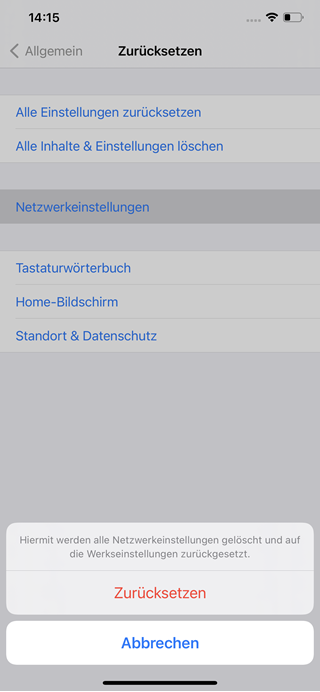 14:15
Allgemein
Zurücksetzen
Alle Einstellungen zurücksetzen
Alle Inhalte & Einstellungen löschen
Netzwerkeinstellungen
Tastaturwörterbuch
Home-Bildschirm
Standort & Datenschutz
Hiermit werden alle Netzwerkeinstellungen gelöscht und auf
die Werkseinstellungen zurückgesetzt.
Zurücksetzen
Abbrechen